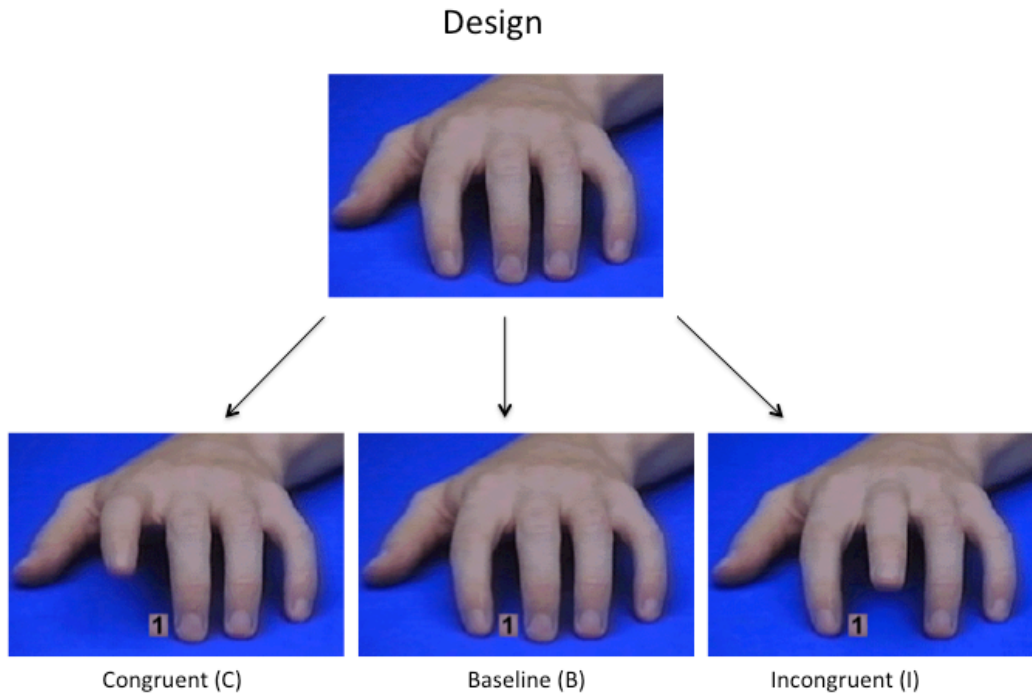 Design
1
1
1
Congruent (C)
Baseline (B)
Incongruent (I)